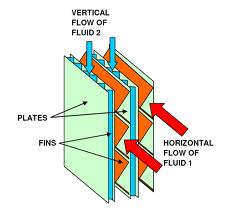 VERTICAL
FLOW OF
FLUID 2
PLATES
FINS
HORIZONTAL
FLOW OF
FLUID 1